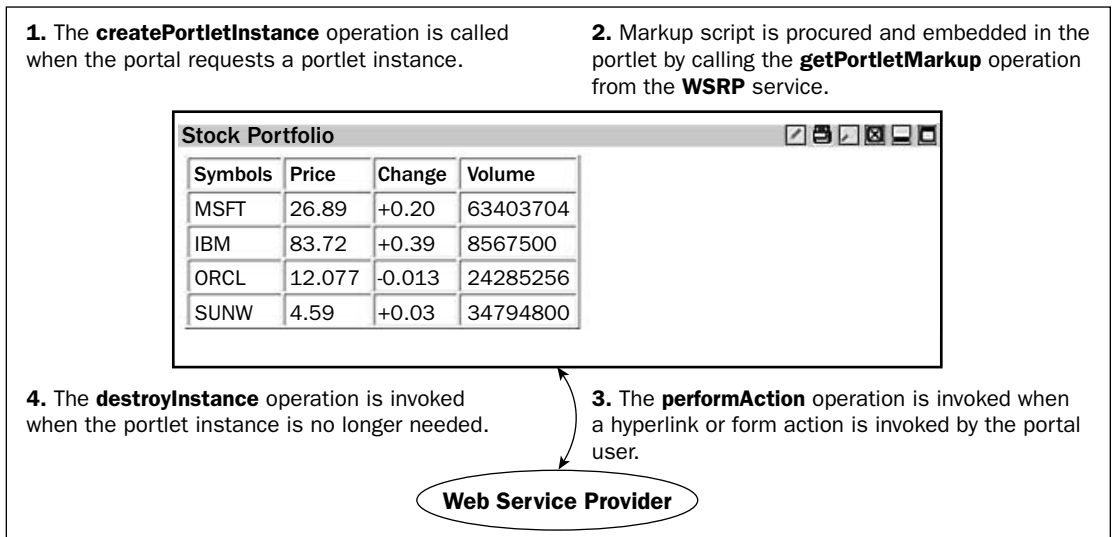 1. The createPortletInstance operation is called
when the portal requests a portlet instance.
2. Markup script is procured and embedded in the
portlet by calling the getPortletMarkup operation
from the WSRP service.
Stock Portfolio
Symbols Price Change Volume
MSFT 26.89 +0.20 63403704
IBM 83.72 +0.39 8567500
ORCL 12.077 -0.013 24285256
SUNW 4.59 +0.03 34794800
4. The destroyInstance operation is invoked
when the portlet instance is no longer needed.
3. The performAction operation is invoked when
a hyperlink or form action is invoked by the portal
user.
Web Service Provider